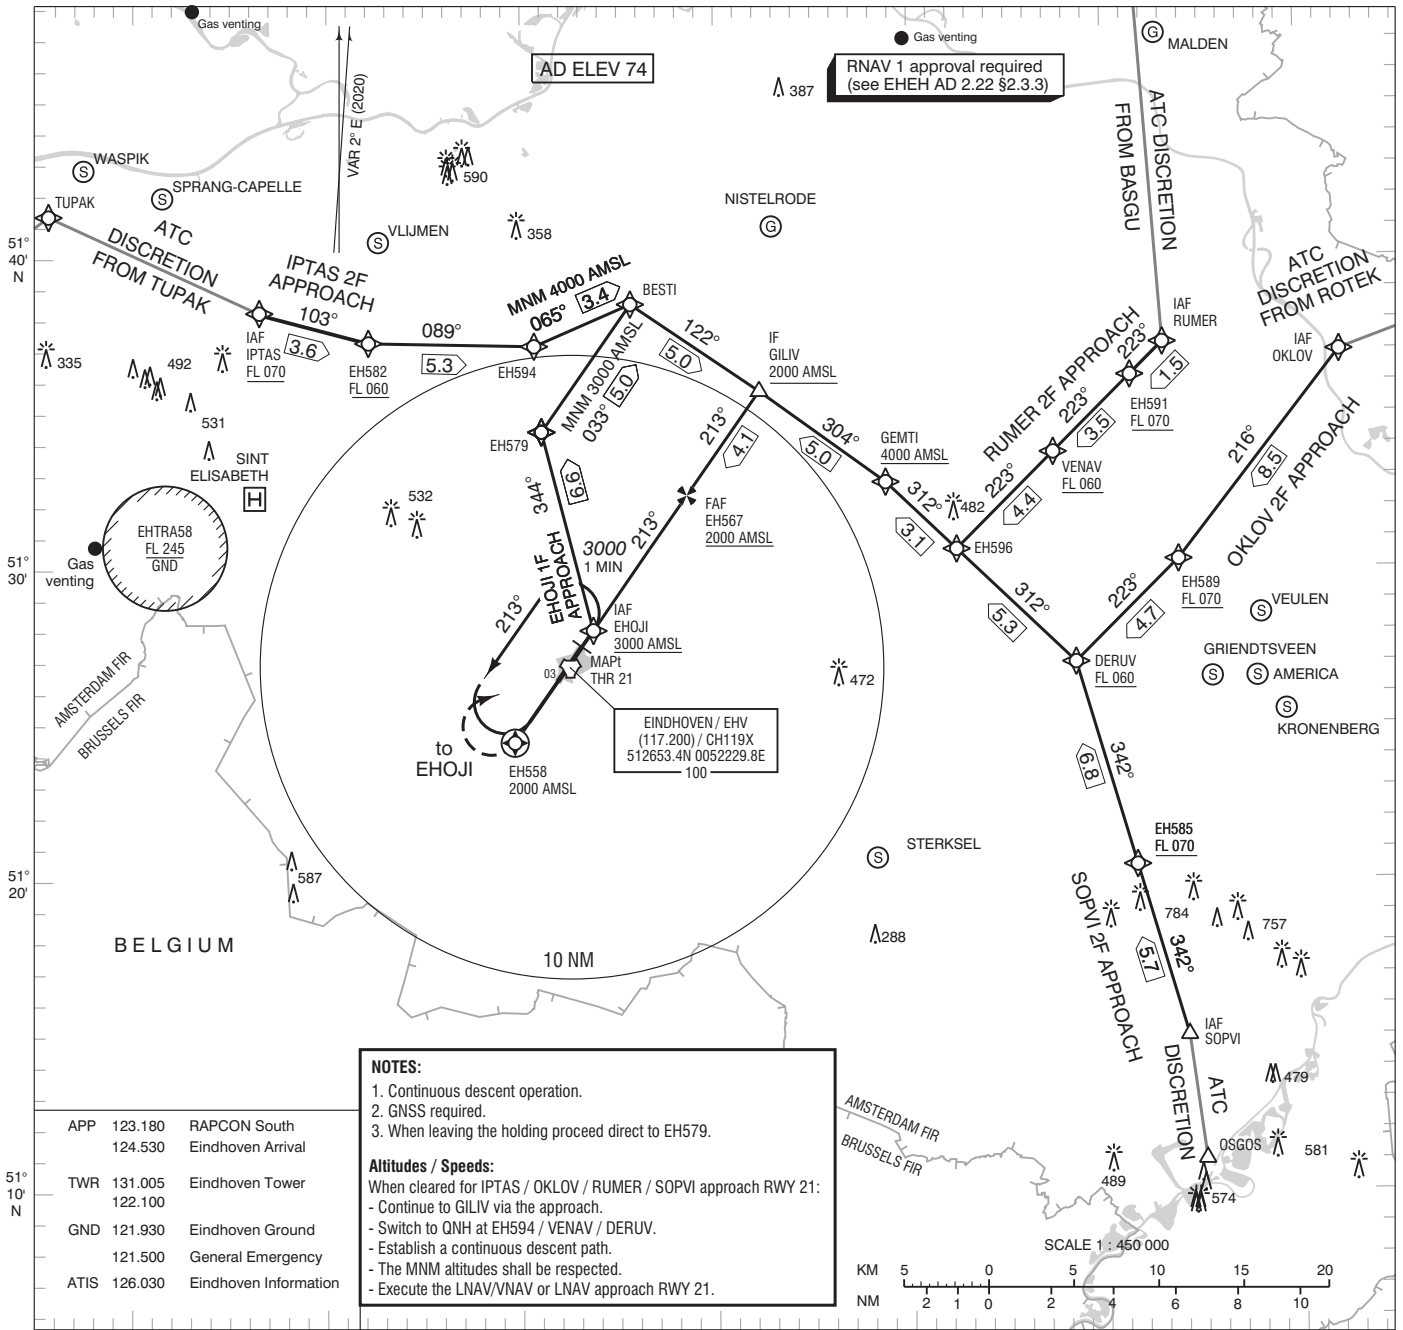 Gas venting
AD ELEV 74
Gas venting
RNAV 1 approval required
(see EHEH AD 2.22 §2.3.3)
G
MALDEN
387
VAR 2° E (2020)
ATC DISCRETION
FROM BASGU
WASPIK
S
SPRANG-CAPELLE
S
590
TUPAK
NISTELRODE
G
VLIJMEN
S
358
51°
40'
N
ATC
DISCRETION
FROM TUPAK
IPTAS 2F
APPROACH
103°
3.6
IAF
IPTAS
FL 070
EH582
FL 060
089°
5.3
EH594
MNM 4000 AMSL
065°
3.4
BESTI
122°
5.0
MNM 3000 AMSL
033°
5.0
IF
GILIV
2000 AMSL
IAF
RUMER
ATC
DISCRETION
FROM ROTEK
IAF
OKLOV
RUMER 2F APPROACH
223°
1.5
EH591
FL 070
223°
3.5
VENAV
FL 060
223°
4.4
216°
8.5
OKLOV 2F APPROACH
335
492
531
EH579
213°
4.1
304°
5.0
GEMTI
4000 AMSL
SINT
ELISABETH
H
532
344°
6.6
FAF
EH567
2000 AMSL
312°
3.1
482
EH596
EHTRA58
FL 245
GND
Gas
venting
51°
30'
EHOJI 1F
APPROACH
3000
1 MIN
213°
213°
312°
5.3
223°
4.7
EH589
FL 070
VEULEN
S
IAF
EHOJI
3000 AMSL
MAPt
THR 21
03
472
DERUV
FL 060
GRIENDTSVEEN
S
S
AMERICA
S
KRONENBERG
AMSTERDAM FIR
BRUSSELS FIR
to
EHOJI
EH558
2000 AMSL
EINDHOVEN / EHV
(117.200) / CH119X
512653.4N 0052229.8E
100
342°
6.8
EH585
FL 070
STERKSEL
S
587
51°
20'
SOPVI 2F APPROACH
784
757
BELGIUM
288
10 NM
342°
5.7
IAF
SOPVI
ATC
DISCRETION
479
NOTES:
1. Continuous descent operation.
2. GNSS required.
3. When leaving the holding proceed direct to EH579.
Altitudes / Speeds:
When cleared for IPTAS / OKLOV / RUMER / SOPVI approach RWY 21:
- Continue to GILIV via the approach.
- Switch to QNH at EH594 / VENAV / DERUV.
- Establish a continuous descent path.
- The MNM altitudes shall be respected.
- Execute the LNAV/VNAV or LNAV approach RWY 21.
AMSTERDAM FIR
BRUSSELS FIR
OSGOS
581
489
574
APP 123.180 RAPCON South
124.530 Eindhoven Arrival
TWR 131.005 Eindhoven Tower
122.100
GND 121.930 Eindhoven Ground
121.500 General Emergency
ATIS 126.030 Eindhoven Information
51°
10'
N
SCALE 1 : 450 000
KM 5 0 5 10 15 20
NM 2 1 0 2 4 6 8 10